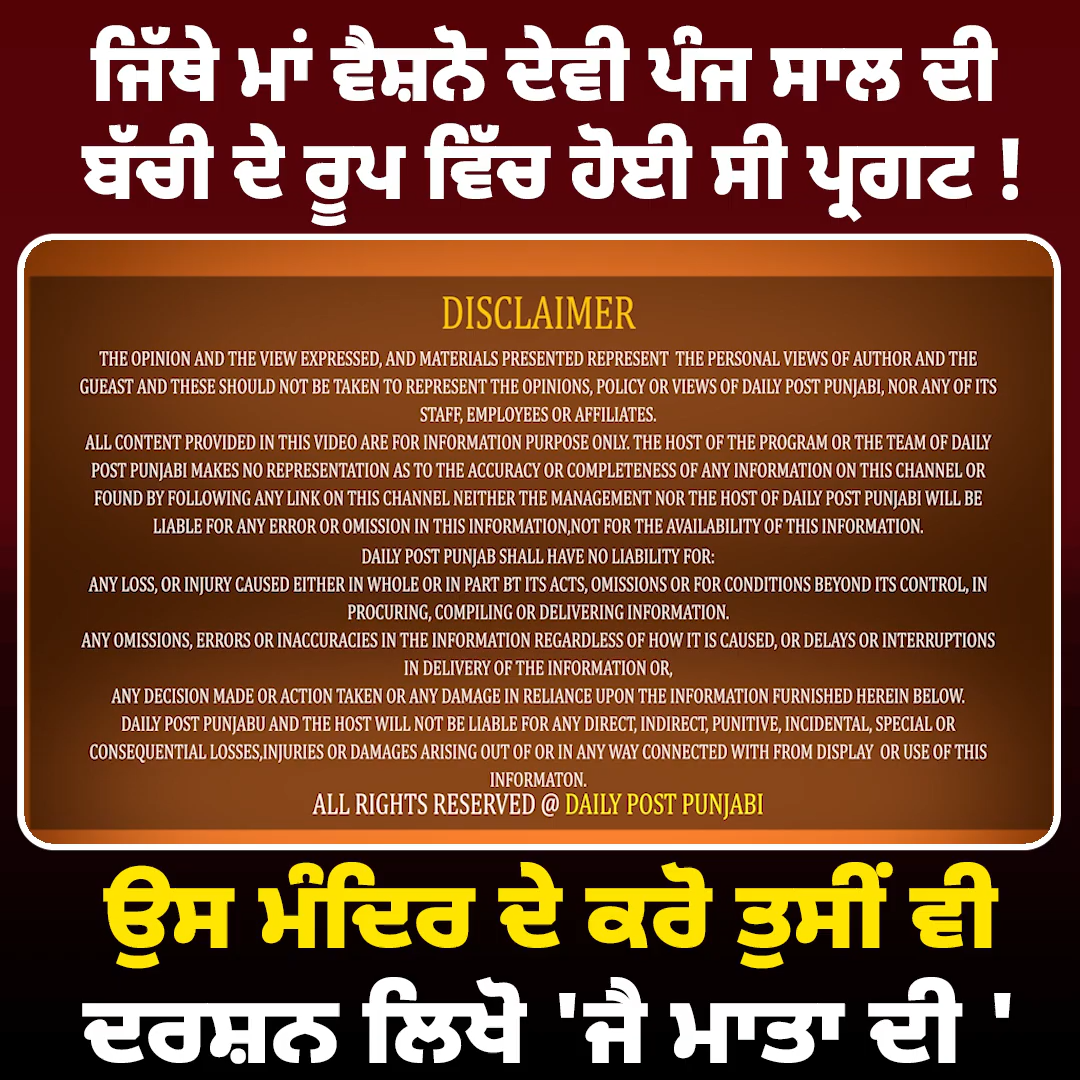 ਜਿੱਥੇ ਮਾਂ ਵੈਸ਼ਨੋ ਦੇਵੀ ਪੰਜ ਸਾਲ ਦੀ
ਬੱਚੀ ਦੇ ਰੂਪ ਵਿੱਚ ਹੋਈ ਸੀ ਪ੍ਰਗਟ !
DISCLAIMER
THE OPINION AND THE VIEW EXPRESSED, AND MATERIALS PRESENTED REPRESENT THE PERSONAL VIEWS OF AUTHOR AND THE
GUEAST AND THESE SHOULD NOT BE TAKEN TO REPRESENT THE OPINIONS, POLICY OR VIEWS OF DAILY POST PUNJABI, NOR ANY OF ITS
STAFF, EMPLOYEES OR AFFILIATES.
ALL CONTENT PROVIDED IN THIS VIDEO ARE FOR INFORMATION PURPOSE ONLY. THE HOST OF THE PROGRAM OR THE TEAM OF DAILY
POST PUNJABI MAKES NO REPRESENTATION AS TO THE ACCURACY OR COMPLETENESS OF ANY INFORMATION ON THIS CHANNEL OR
FOUND BY FOLLOWING ANY LINK ON THIS CHANNEL NEITHER THE MANAGEMENT NOR THE HOST OF DAILY POST PUNJABI WILL BE
LIABLE FOR ANY ERROR OR OMISSION IN THIS INFORMATION,NOT FOR THE AVAILABILITY OF THIS INFORMATION.
DAILY POST PUNJAB SHALL HAVE NO LIABILITY FOR:
ANY LOSS, OR INJURY CAUSED EITHER IN WHOLE OR IN PART BT ITS ACTS, OMISSIONS OR FOR CONDITIONS BEYOND ITS CONTROL, IN
PROCURING, COMPILING OR DELIVERING INFORMATION.
ANY OMISSIONS, ERRORS OR INACCURACIES IN THE INFORMATION REGARDLESS OF HOW IT IS CAUSED, OR DELAYS OR INTERRUPTIONS
IN DELIVERY OF THE INFORMATION OR,
ANY DECISION MADE OR ACTION TAKEN OR ANY DAMAGE IN RELIANCE UPON THE INFORMATION FURNISHED HEREIN BELOW.
DAILY POST PUNJABU AND THE HOST WILL NOT BE LIABLE FOR ANY DIRECT, INDIRECT, PUNITIVE, INCIDENTAL, SPECIAL OR
CONSEQUENTIAL LOSSES,INJURIES OR DAMAGES ARISING OUT OF OR IN ANY WAY CONNECTED WITH FROM DISPLAY OR USE OF THIS
INFORMATON.
ALL RIGHTS RESERVED @ DAILY POST PUNJABI
ਉਸ ਮੰਦਿਰ ਦੇ ਕਰੋ ਤੁਸੀਂ ਵੀ
ਦਰਸ਼ਨ ਲਿਖੋ 'ਜੈ ਮਾਤਾ ਦੀ '